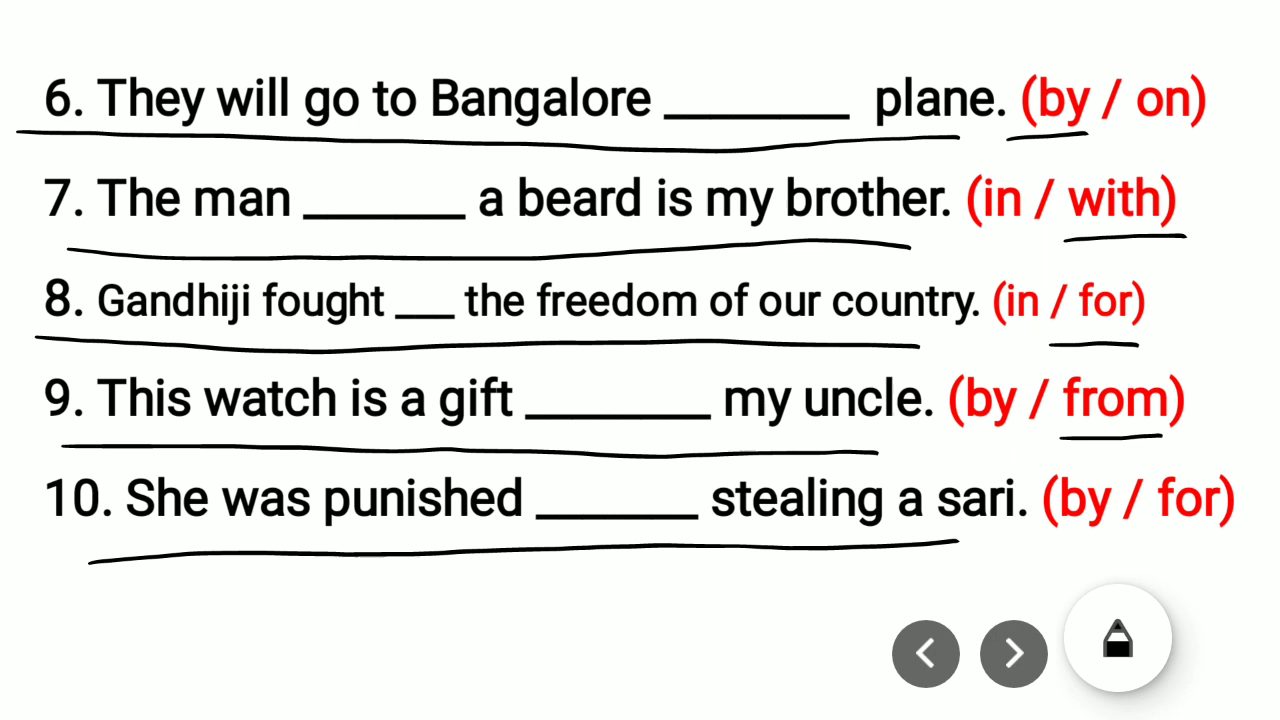 6. They will go to Bangalore ________ plane. (by / on)
7. The man _______ a beard is my brother. (in / with)
8. Gandhiji fought ___ the freedom of our country. (in / for)
9. This watch is a gift ________ my uncle. (by / from)
10. She was punished _______ stealing a sari. (by / for)